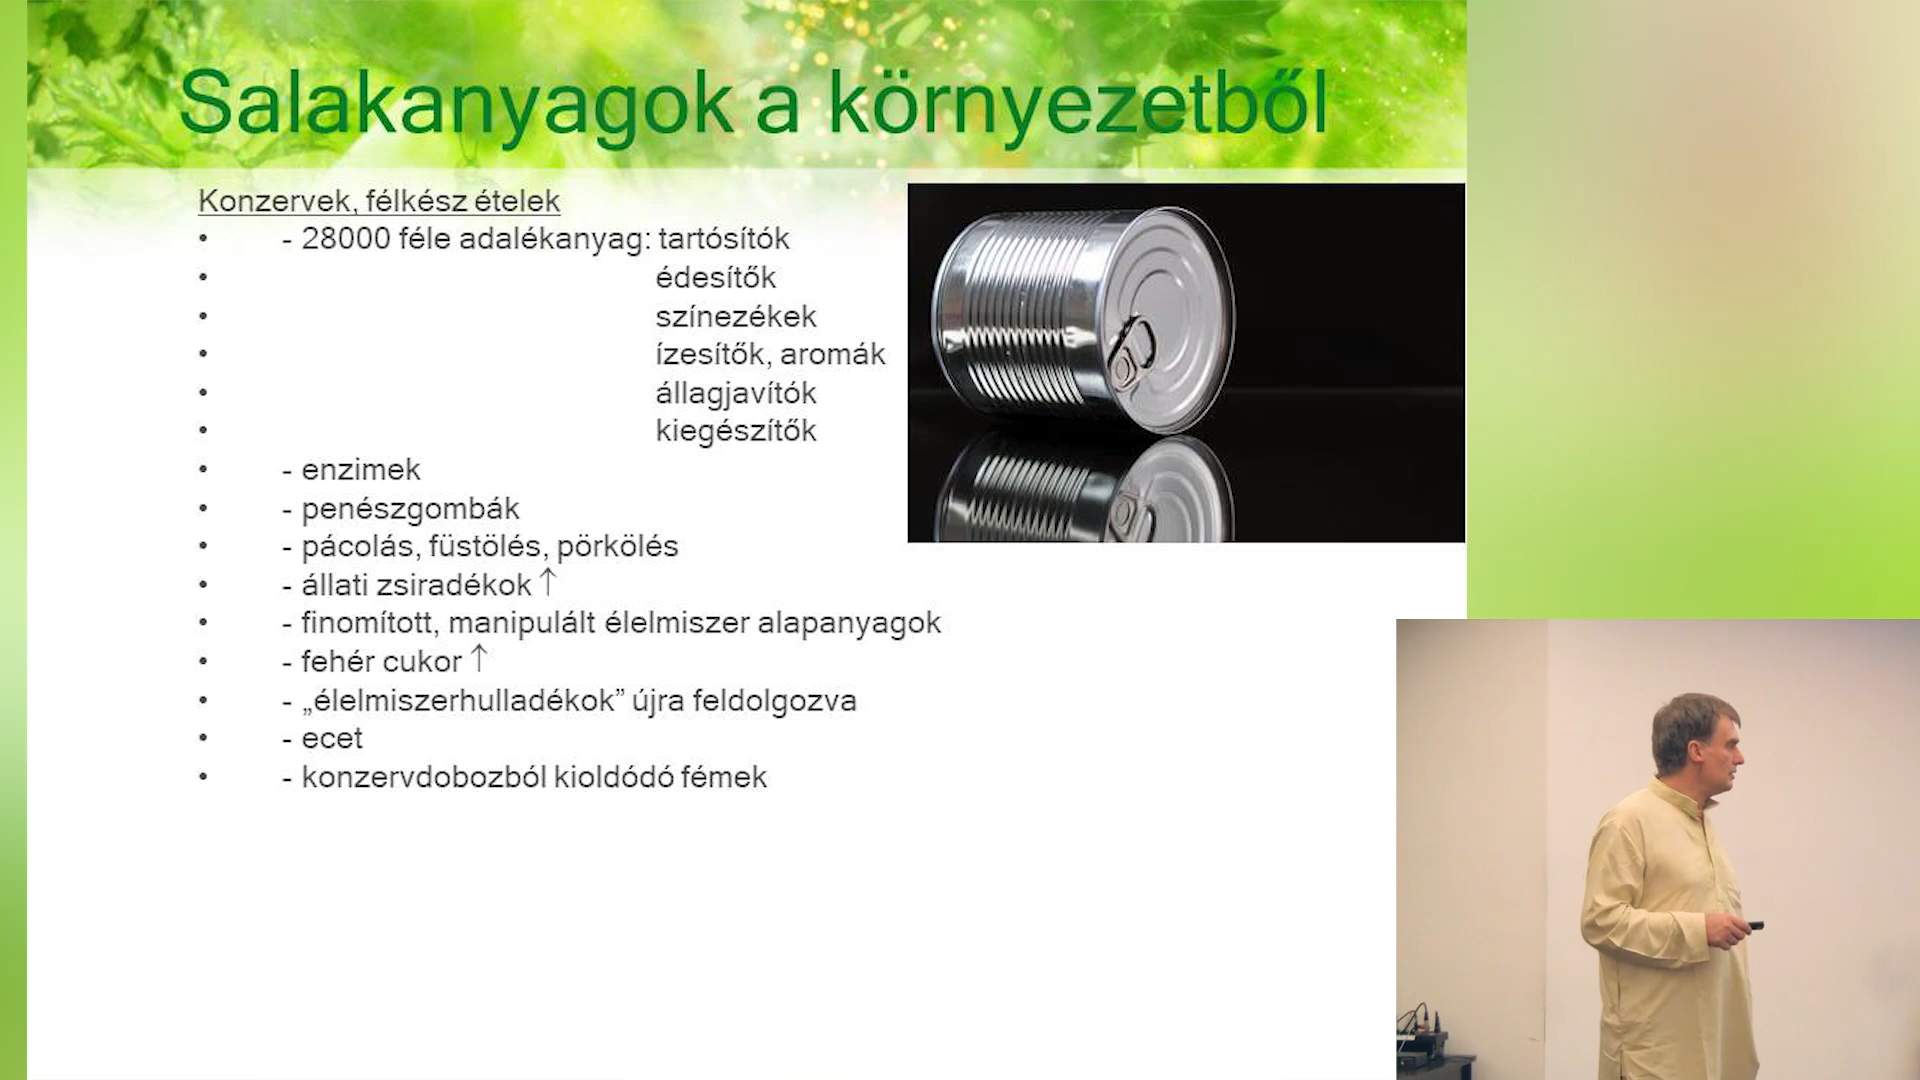 Salakanyagok a környezetből
Konzervek, félkész ételek
• - 28000 féle adalékanyag: tartósítók
• édesítők
• színezékek
• ízesítők, aromák
• állagjavítók
• kiegészítők
• - enzimek
• - penészgombák
• - pácolás, füstölés, pörkölés
• - állati zsiradékok ↑
• - finomított, manipulált élelmiszer alapanyagok
• - fehér cukor ↑
• - „élelmiszerhulladékok” újra feldolgozva
• - ecet
• - konzervdobozból kioldódó fémek